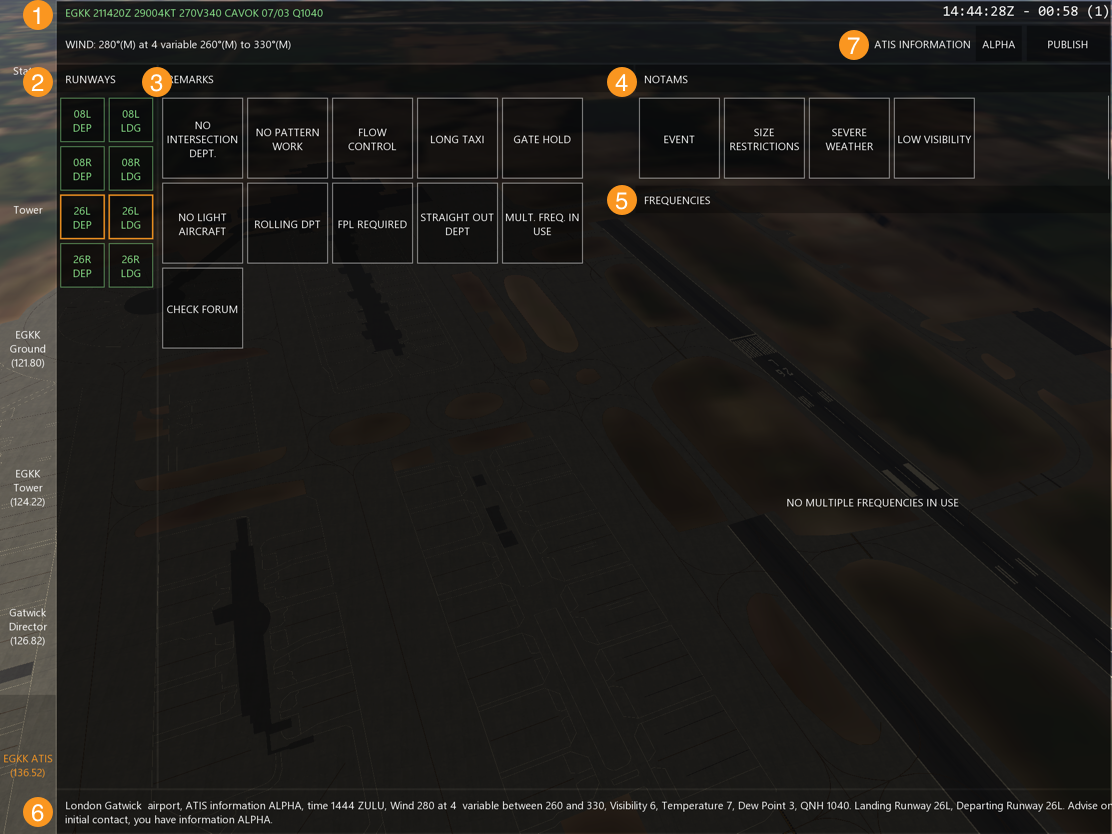 1
EGKK 211420Z 29004KT 270V340 CAVOK 07/03 Q1040
14:44:28Z - 00:58 (1)
WIND: 280°(M) at 4 variable 260°(M) to 330°(M)
7
ATIS INFORMATION
ALPHA
PUBLISH
2
RUNWAYS
08L
DEP
08L
LDG
08R
DEP
08R
LDG
26L
DEP
26L
LDG
26R
DEP
26R
LDG
3
REMARKS
NO
INTERSECTION
DEPT.
NO PATTERN
WORK
FLOW
CONTROL
LONG TAXI
GATE HOLD
NO LIGHT
AIRCRAFT
ROLLING DPT
FPL REQUIRED
STRAIGHT OUT
DEPT
MULT. FREQ. IN
USE
CHECK FORUM
4
NOTAMS
EVENT
SIZE
RESTRICTIONS
SEVERE
WEATHER
LOW VISIBILITY
5
FREQUENCIES
NO MULTIPLE FREQUENCIES IN USE
Tower
EGKK
Ground
(121.80)
EGKK
Tower
(124.22)
Gatwick
Director
(126.82)
EGKK ATIS
(136.52)
6
London Gatwick airport, ATIS information ALPHA, time 1444 ZULU, Wind 280 at 4 variable between 260 and 330, Visibility 6, Temperature 7, Dew Point 3, QNH 1040. Landing Runway 26L, Departing Runway 26L. Advise on
initial contact, you have information ALPHA.